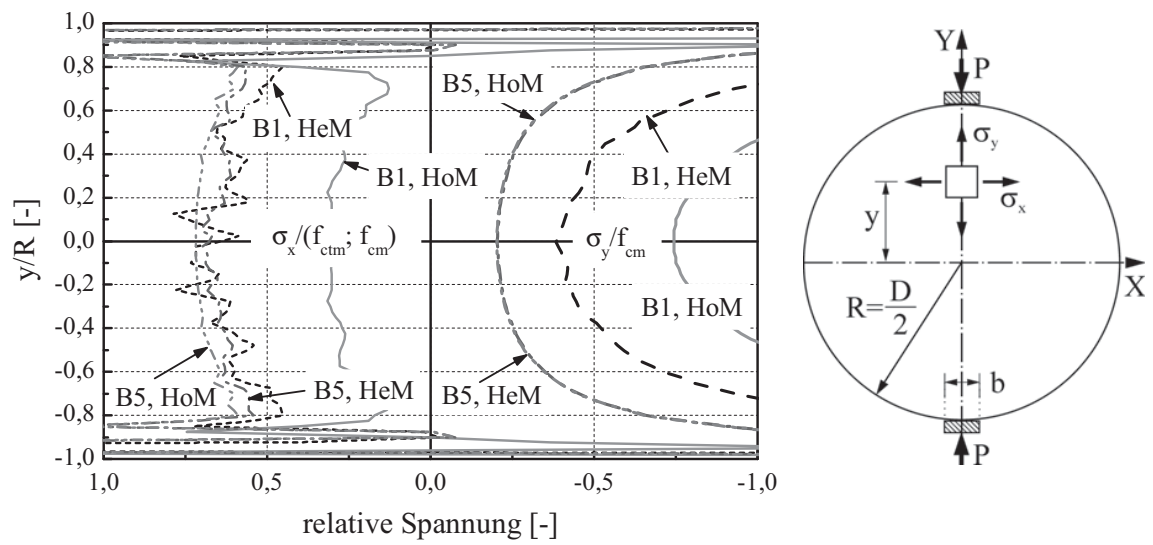 1,0
0,8
0,6
0,4
0,2
0,0
-0,2
-0,4
-0,6
-0,8
-1,0
y/R [-]
1,0 0,5 0,0 -0,5 -1,0
relative Spannung [-]
B1, HeM
B1, HoM
σx/(fctm; fcm)
B5, HoM
B5, HeM
B5, HoM
B1, HeM
σy/fcm
B1, HoM
B5, HeM
Y
P
σy
σx
y
X
R=D/2
b
P